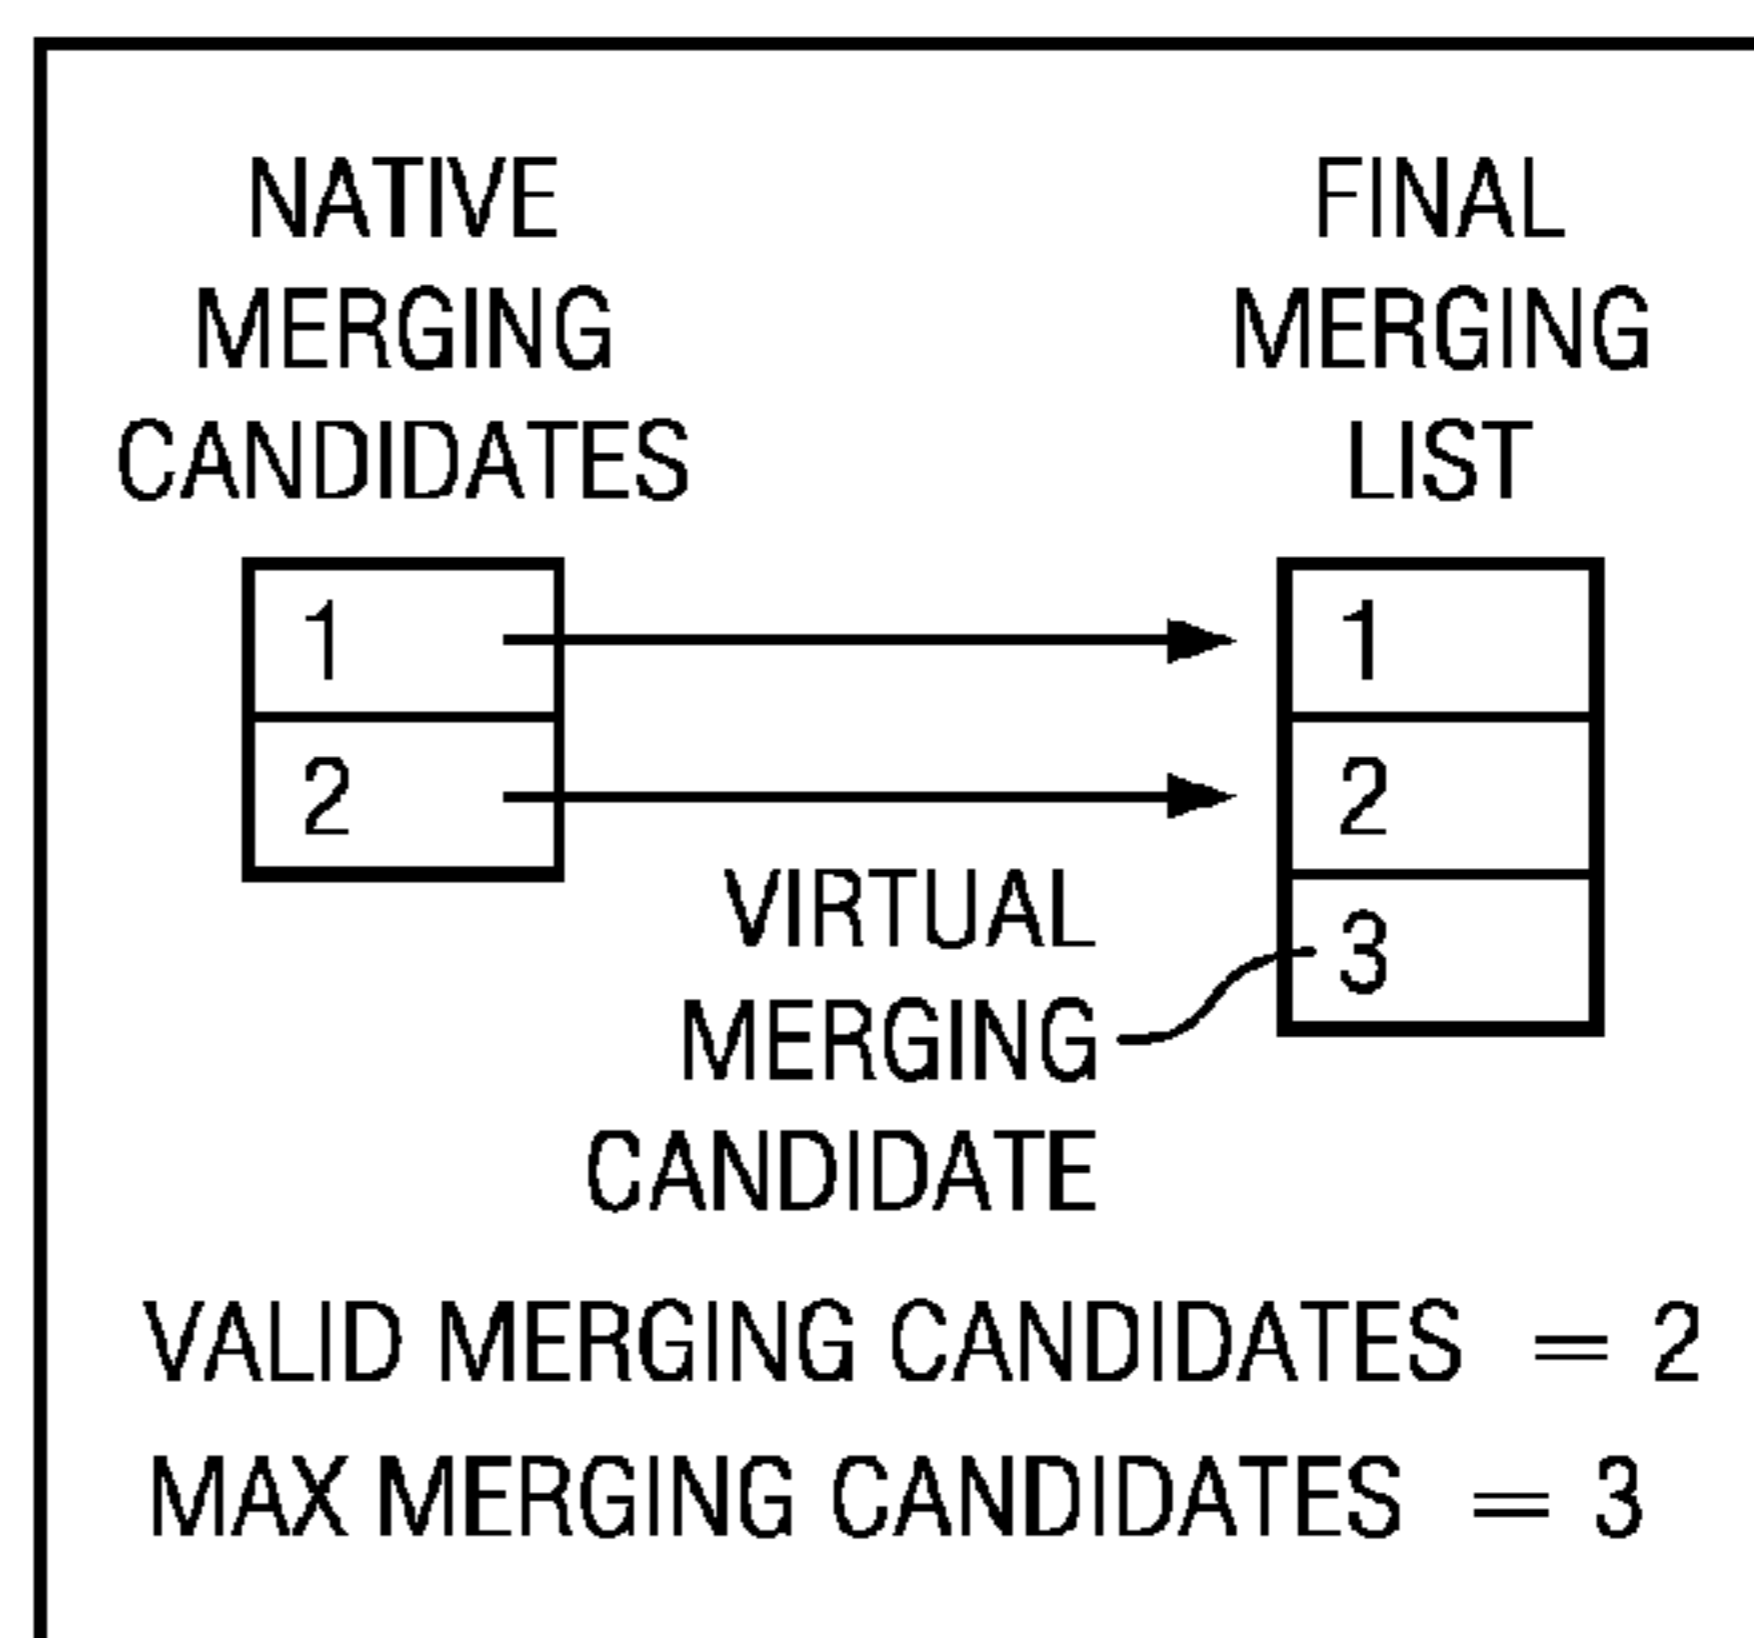 NATIVE
MERGING
CANDIDATES
FINAL
MERGING
LIST
1
2
1
2
3
VIRTUAL
MERGING
CANDIDATE
VALID MERGING CANDIDATES = 2
MAX MERGING CANDIDATES = 3